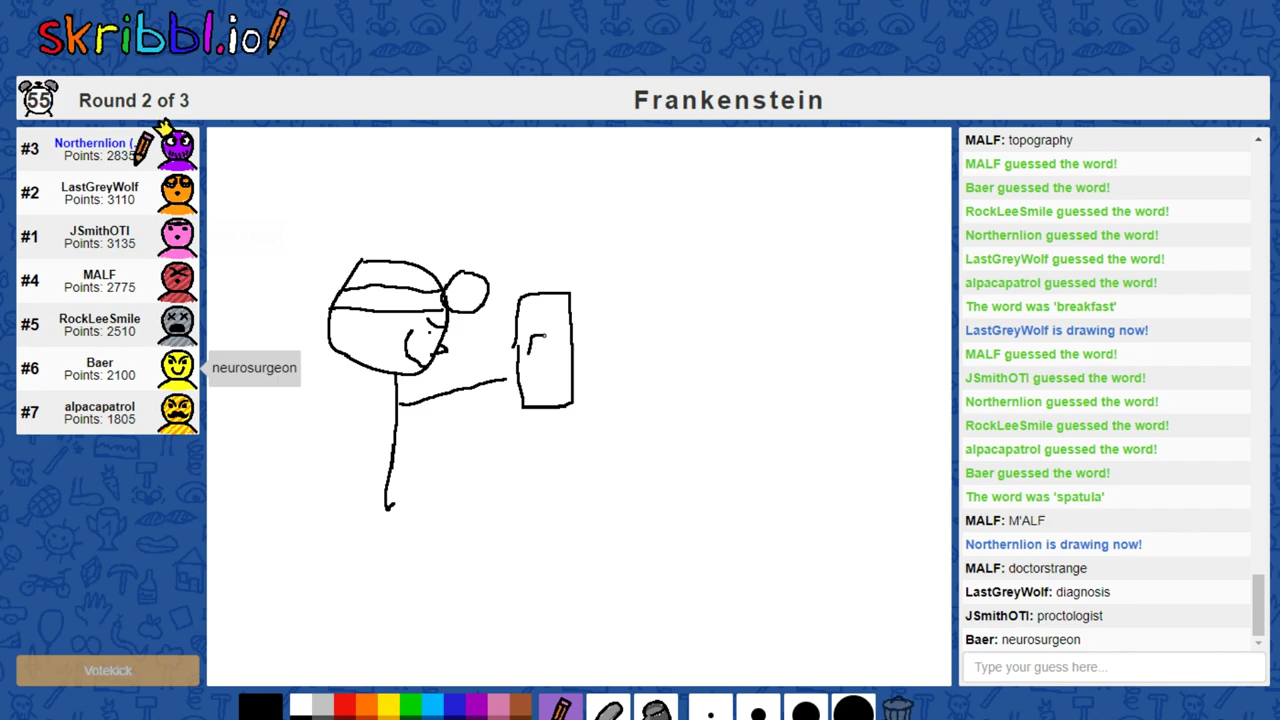 skribbl.io
55
Round 2 of 3
Frankenstein
#3
Northernlion (.
Points: 2835
#2
LastGreyWolf
Points: 3110
#1
JSmithOTI
Points: 3135
#4
MALF
Points: 2775
#5
RockLeeSmile
Points: 2510
#6
Baer
Points: 2100
neurosurgeon
#7
alpacapatrol
Points: 1805
Votekick
MALF: topography
MALF guessed the word!
Baer guessed the word!
RockLeeSmile guessed the word!
Northernlion guessed the word!
LastGreyWolf guessed the word!
alpacapatrol guessed the word!
The word was 'breakfast'
LastGreyWolf is drawing now!
MALF guessed the word!
JSmithOTI guessed the word!
Northernlion guessed the word!
RockLeeSmile guessed the word!
alpacapatrol guessed the word!
Baer guessed the word!
The word was 'spatula'
MALF: M'ALF
Northernlion is drawing now!
MALF: doctorstrange
LastGreyWolf: diagnosis
JSmithOTI: proctologist
Baer: neurosurgeon
Type your guess here...